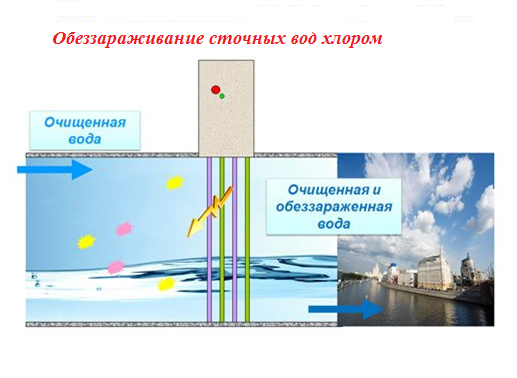 Обеззараживание сточных вод хлором
Очищенная
вода
Очищенная и
обеззараженная
вода